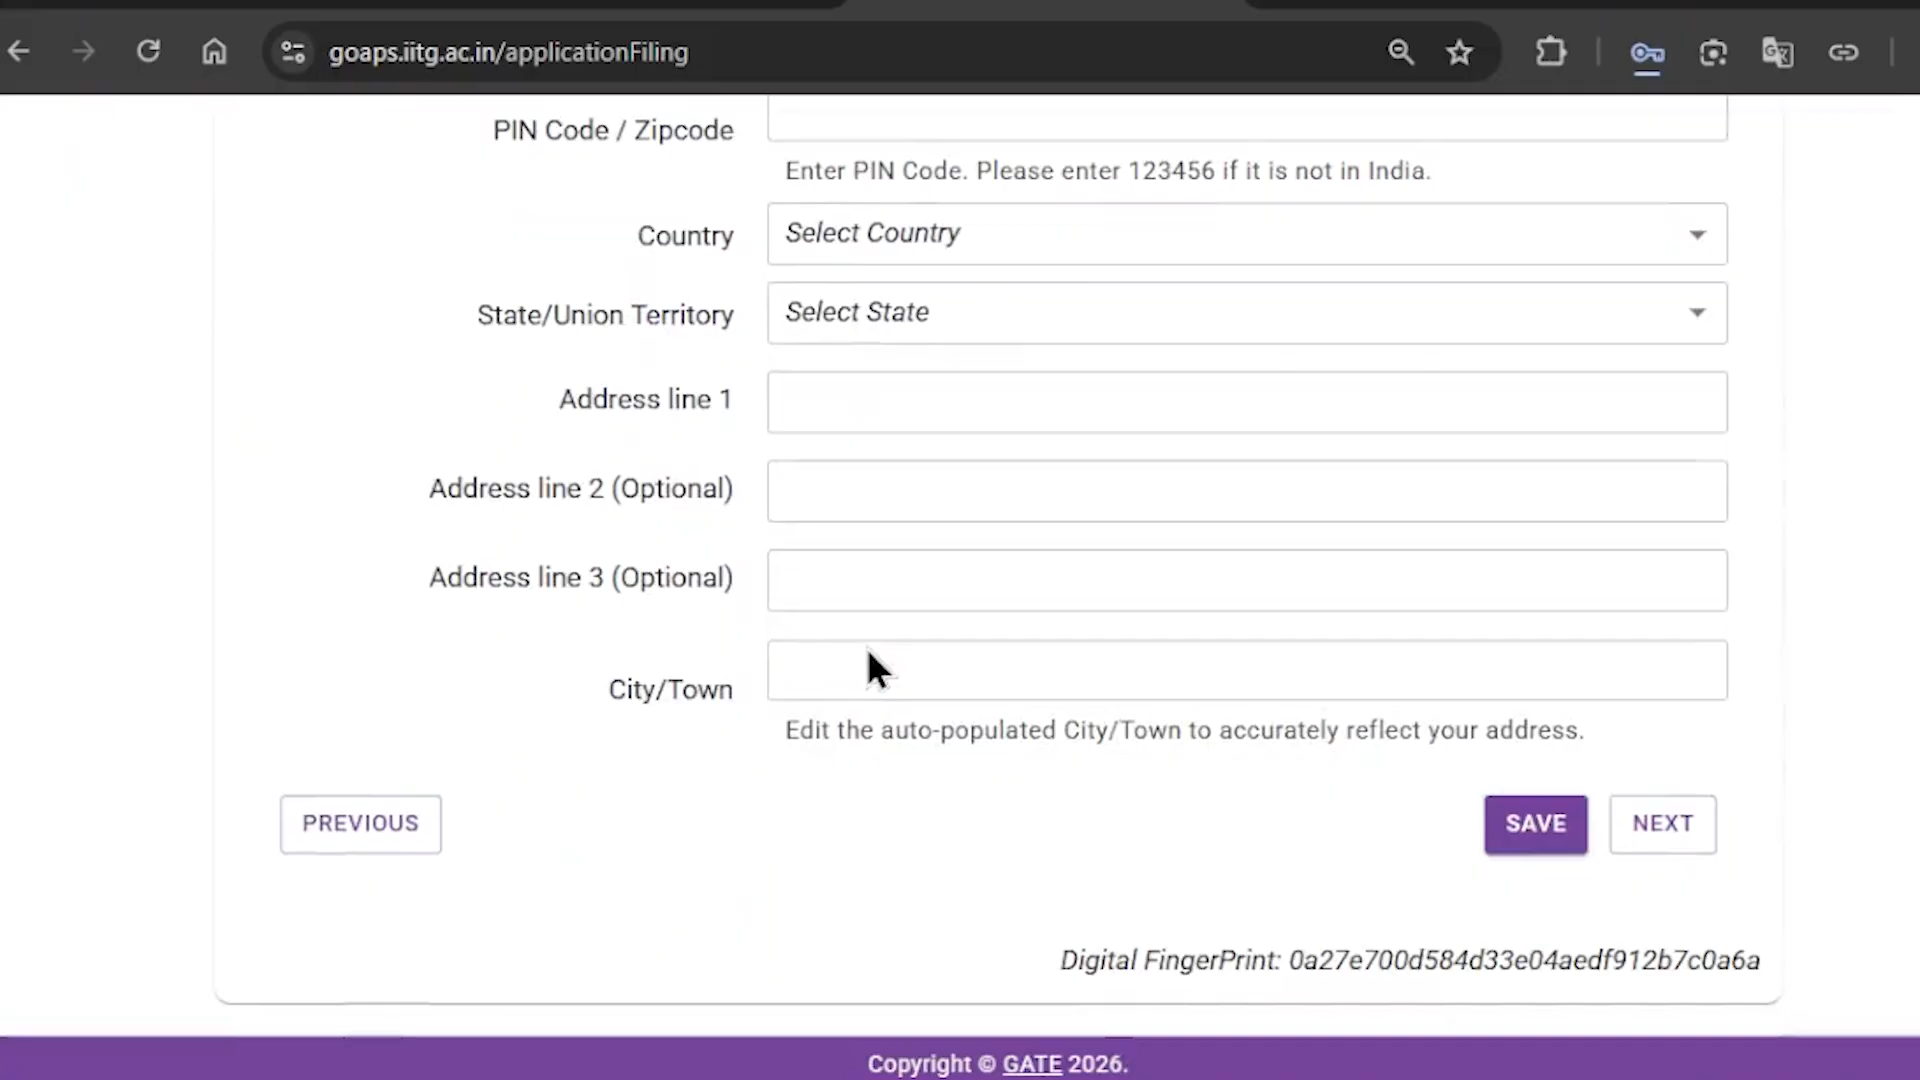 goaps.iitg.ac.in/applicationFiling
PIN Code / Zipcode
Enter PIN Code. Please enter 123456 if it is not in India.
Country
Select Country
State/Union Territory
Select State
Address line 1
Address line 2 (Optional)
Address line 3 (Optional)
City/Town
Edit the auto-populated City/Town to accurately reflect your address.
PREVIOUS
SAVE
NEXT
Digital FingerPrint: 0a27e700d584d33e04aedf912b7c0a6a
Copyright © GATE 2026.